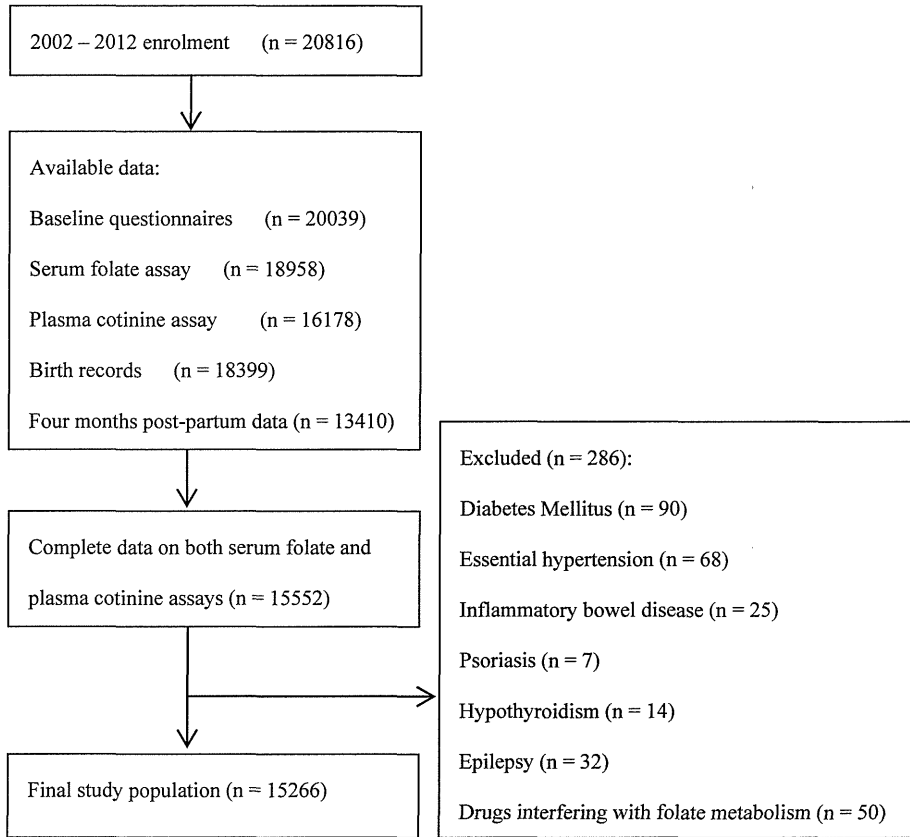 2002 – 2012 enrolment (n = 20816)
Available data:
Baseline questionnaires (n = 20039)
Serum folate assay (n = 18958)
Plasma cotinine assay (n = 16178)
Birth records (n = 18399)
Four months post-partum data (n = 13410)
Complete data on both serum folate and
plasma cotinine assays (n = 15552)
Excluded (n = 286):
Diabetes Mellitus (n = 90)
Essential hypertension (n = 68)
Inflammatory bowel disease (n = 25)
Psoriasis (n = 7)
Hypothyroidism (n = 14)
Epilepsy (n = 32)
Drugs interfering with folate metabolism (n = 50)
Final study population (n = 15266)